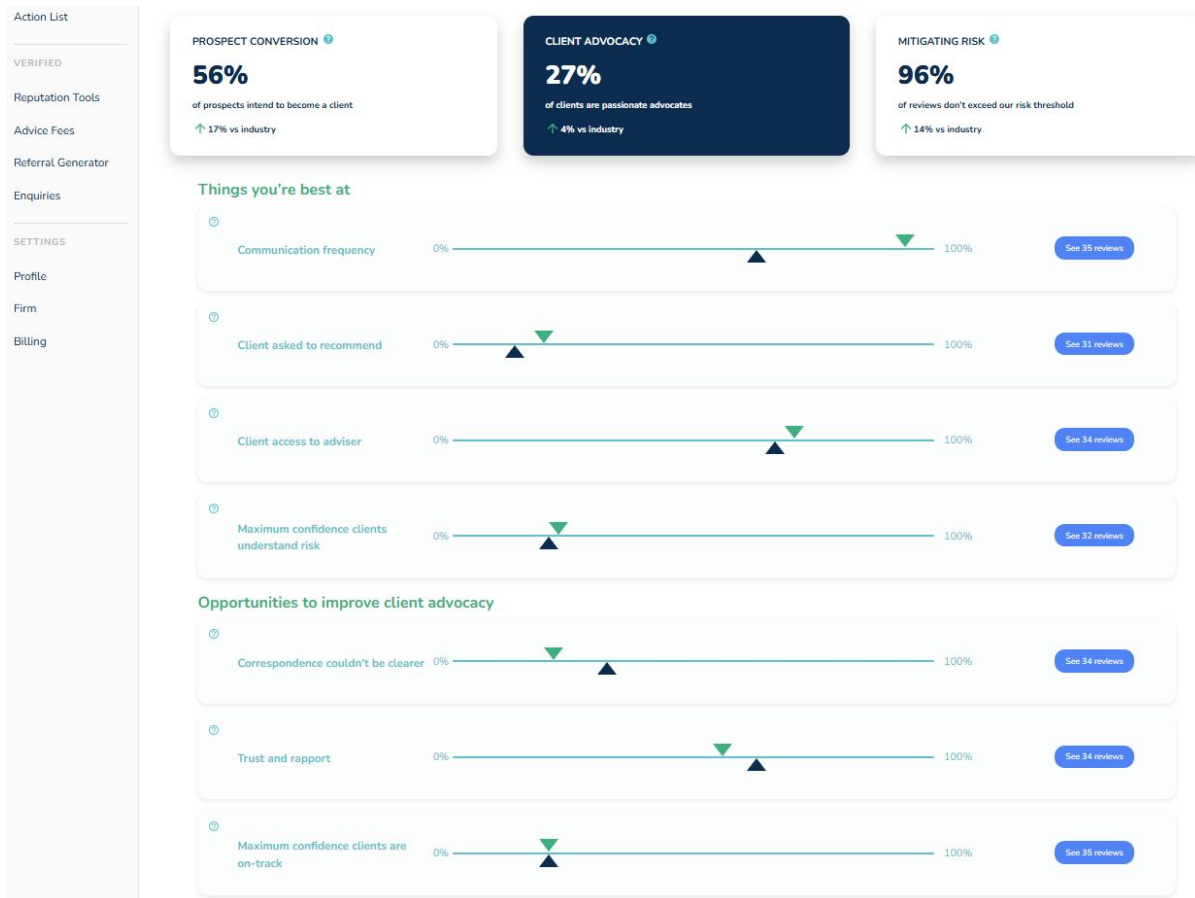 Action List
VERIFIED
Reputation Tools
Advice Fees
Referral Generator
Enquiries
SETTINGS
Profile
Firm
Billing
PROSPECT CONVERSION ?
56%
of prospects intend to become a client
↑ 17% vs industry
CLIENT ADVOCACY ?
27%
of clients are passionate advocates
↑ 4% vs industry
MITIGATING RISK ?
96%
of reviews don't exceed our risk threshold
↑ 14% vs industry
Things you're best at
?
Communication frequency 0% 100% See 35 reviews
?
Client asked to recommend 0% 100% See 31 reviews
?
Client access to adviser 0% 100% See 34 reviews
?
Maximum confidence clients
understand risk 0% 100% See 32 reviews
Opportunities to improve client advocacy
?
Correspondence couldn't be clearer 0% 100% See 34 reviews
?
Trust and rapport 0% 100% See 34 reviews
?
Maximum confidence clients are
on-track 0% 100% See 35 reviews